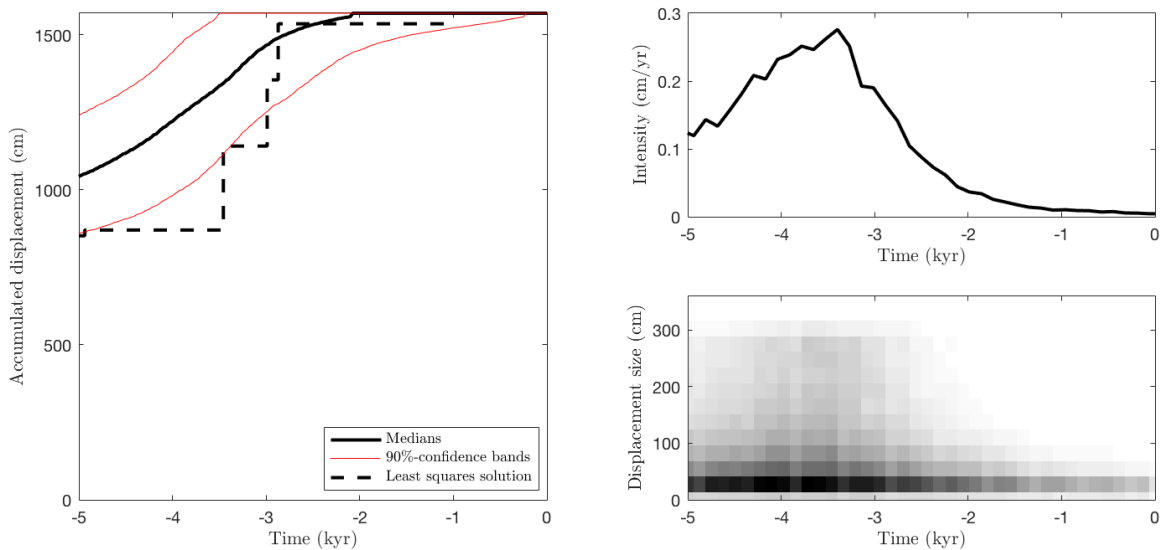 1500
1000
500
0
Accumulated displacement (cm)
-5 -4 -3 -2 -1 0
Time (kyr)
Medians
90%-confidence bands
Least squares solution
0.3
0.2
0.1
0
Intensity (cm/yr)
-5 -4 -3 -2 -1 0
Time (kyr)
300
200
100
0
Displacement size (cm)
-5 -4 -3 -2 -1 0
Time (kyr)